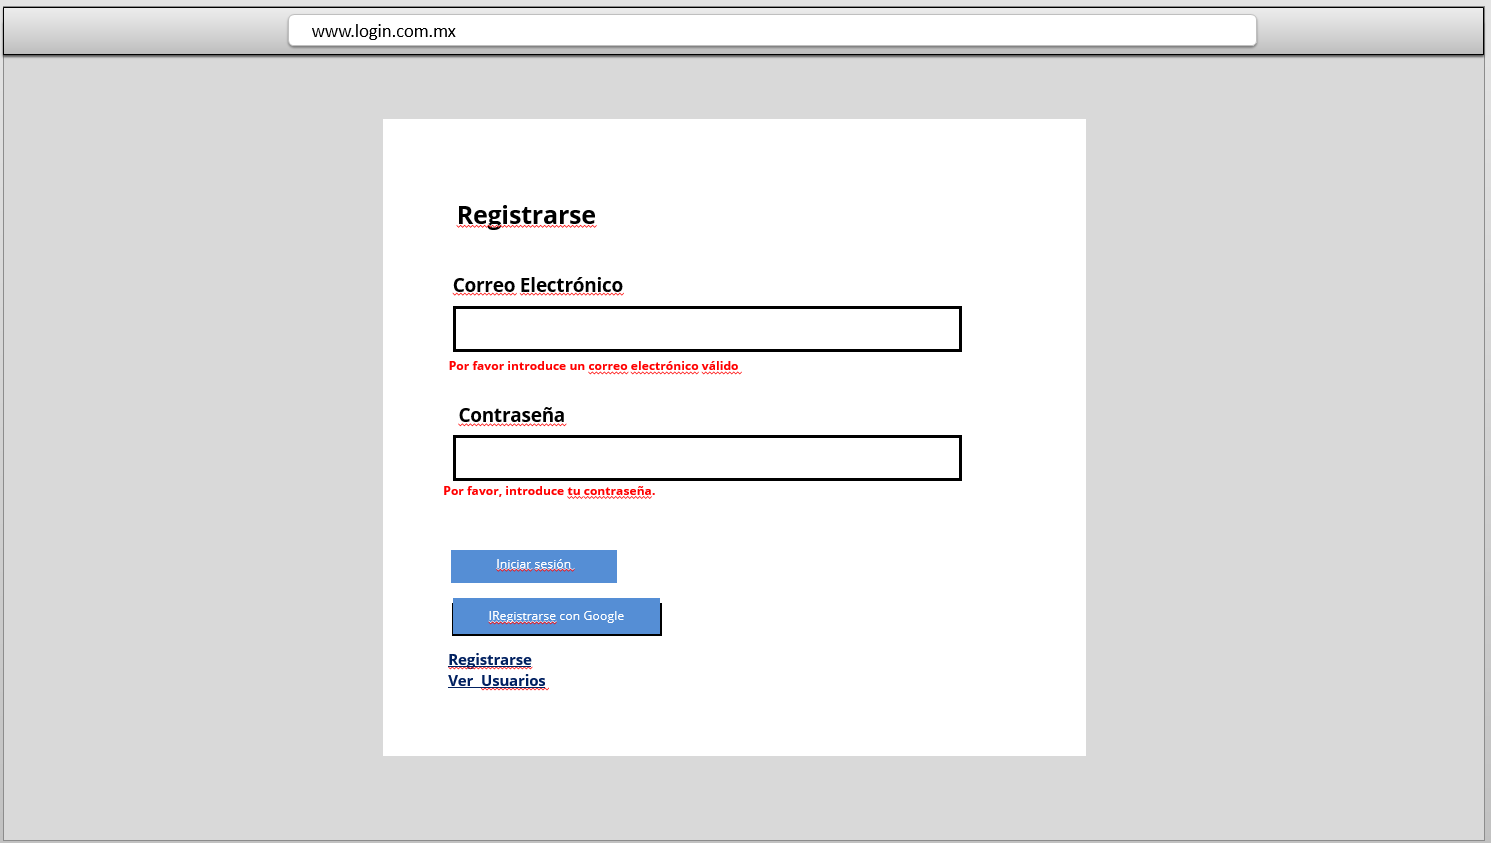 www.login.com.mx
Registrarse
Correo Electrónico
Por favor introduce un correo electrónico válido
Contraseña
Por favor, introduce tu contraseña.
Iniciar sesión
IRegistrarse con Google
Registrarse
Ver Usuarios